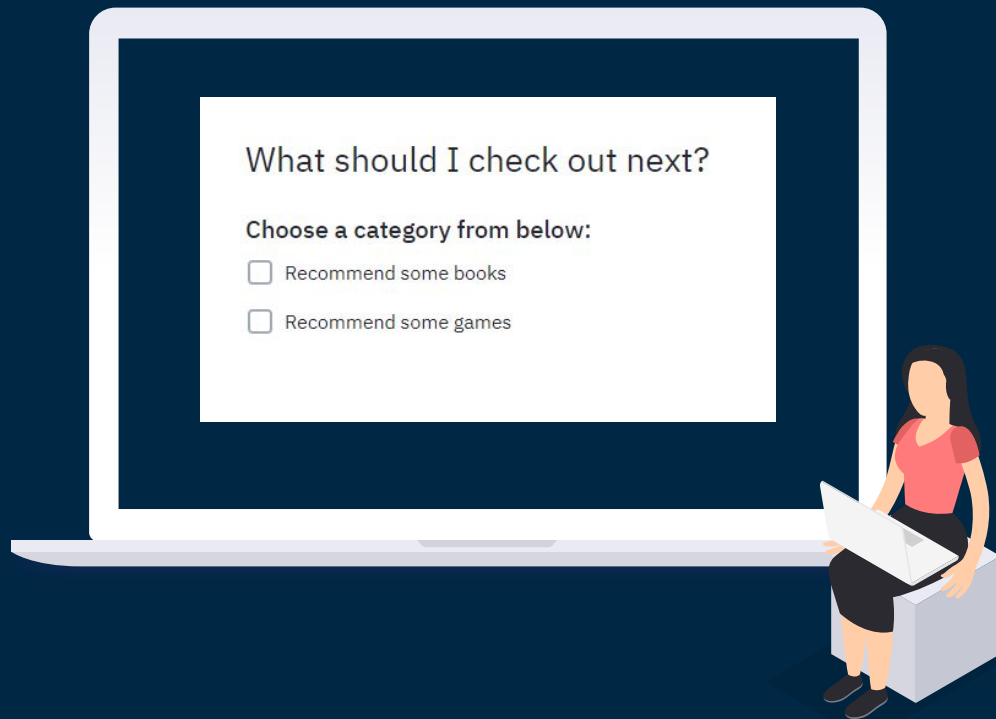 What should I check out next?
Choose a category from below:
Recommend some books
Recommend some games